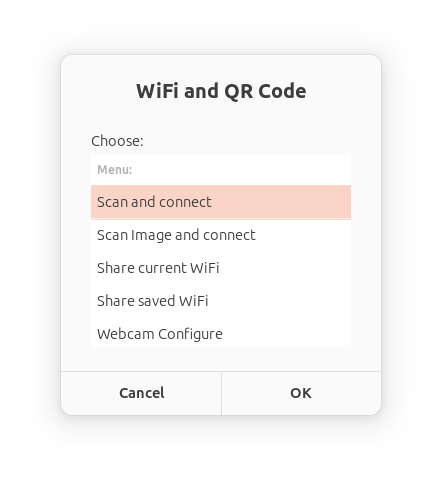 WiFi and QR Code
Choose:
Menu:
Scan and connect
Scan Image and connect
Share current WiFi
Share saved WiFi
Webcam Configure
Cancel
OK